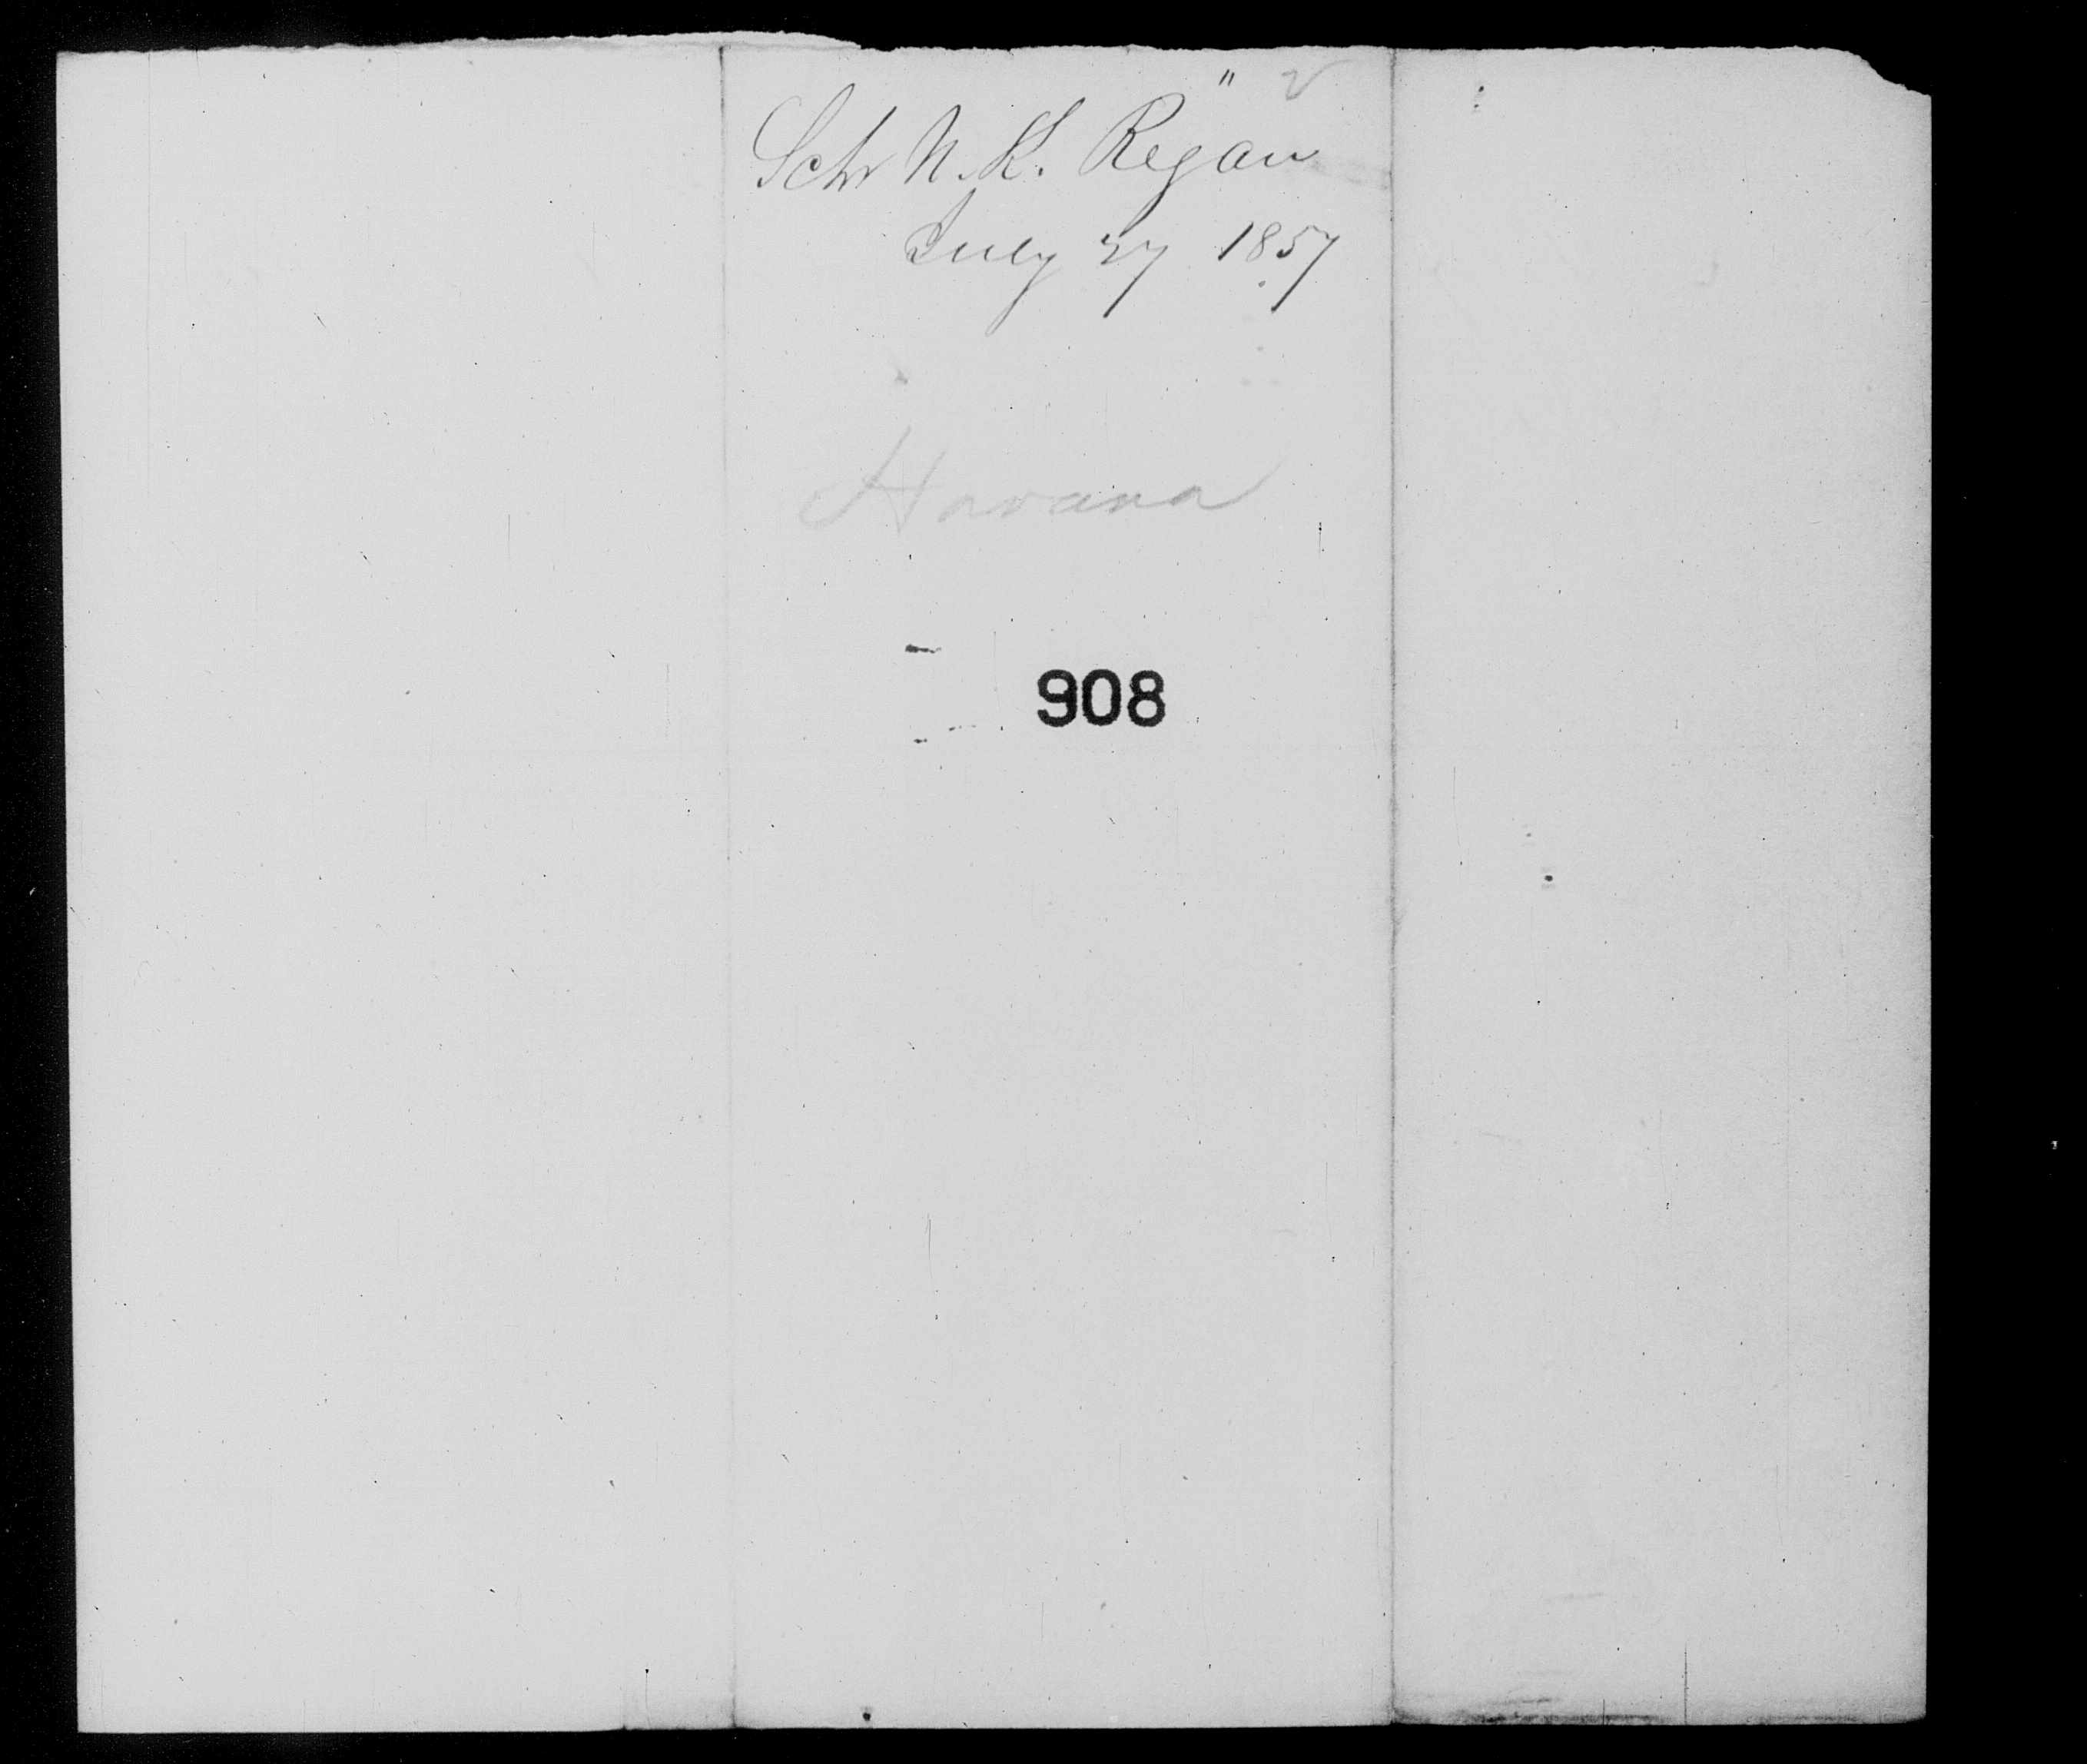 Schr N. K. Regan
July 27 1857
Havana
908